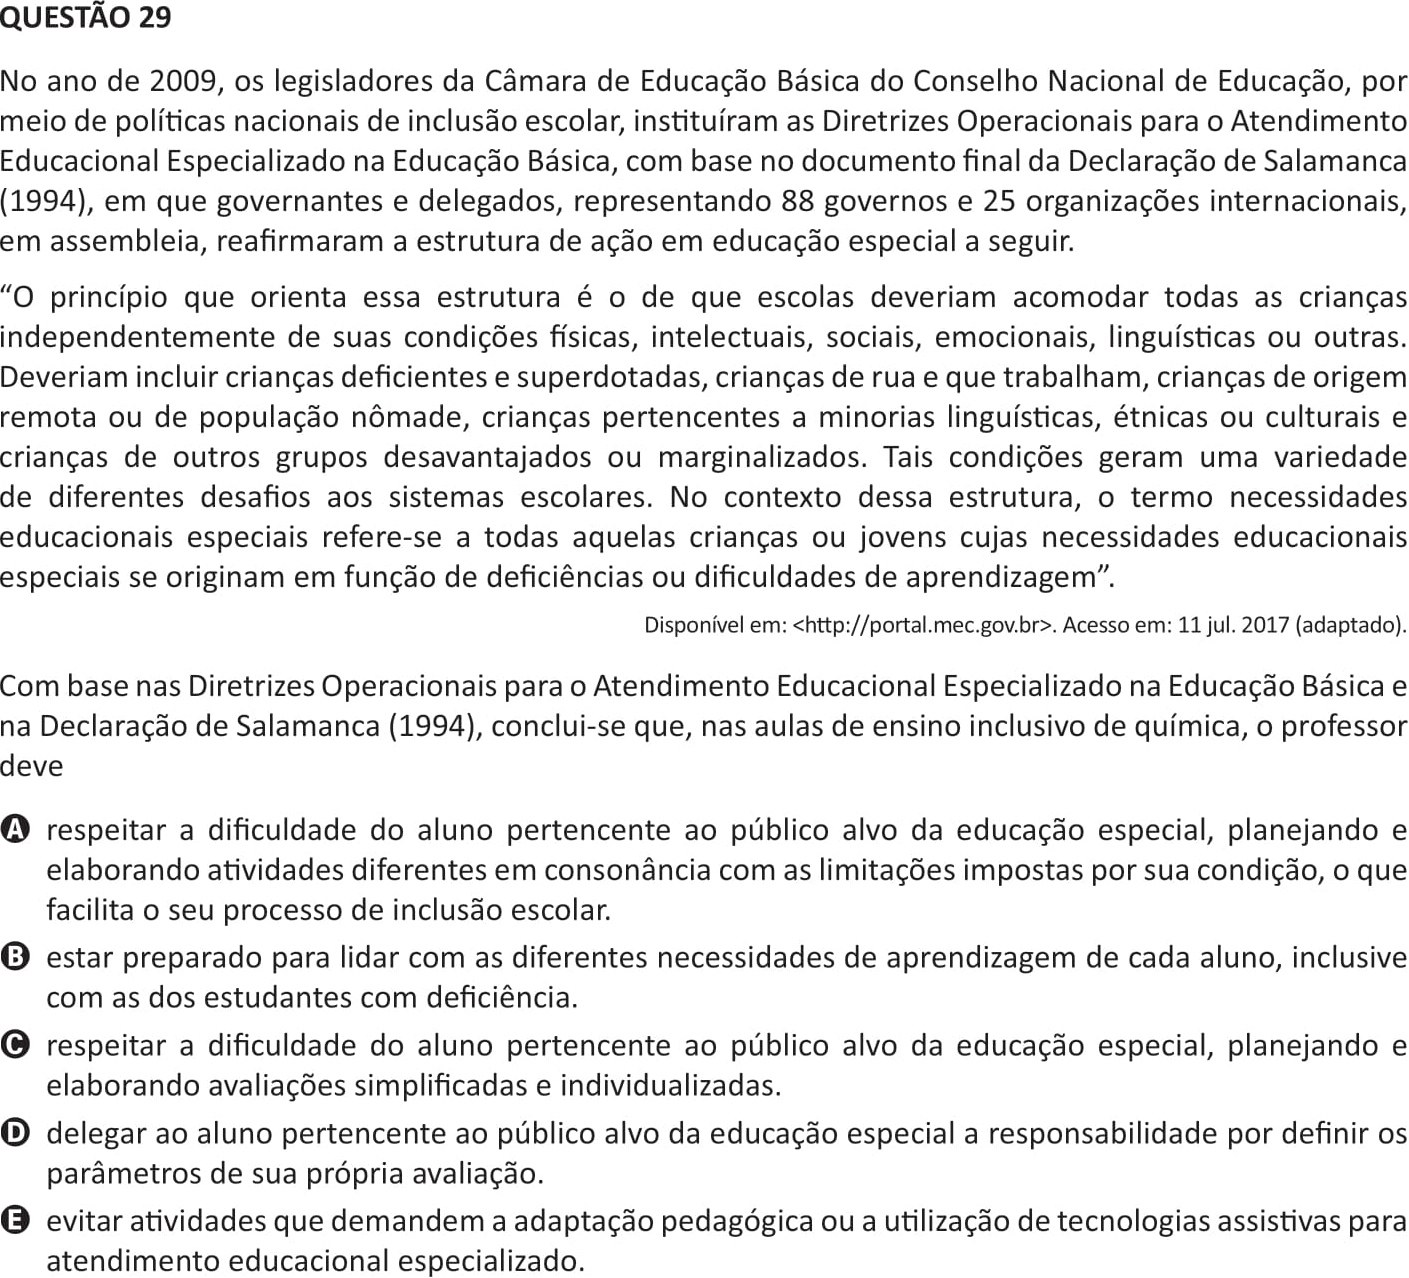 QUESTÃO 29
No ano de 2009, os legisladores da Câmara de Educação Básica do Conselho Nacional de Educação, por
meio de políticas nacionais de inclusão escolar, instituíram as Diretrizes Operacionais para o Atendimento
Educacional Especializado na Educação Básica, com base no documento final da Declaração de Salamanca
(1994), em que governantes e delegados, representando 88 governos e 25 organizações internacionais,
em assembleia, reafirmaram a estrutura de ação em educação especial a seguir.
“O princípio que orienta essa estrutura é o de que escolas deveriam acomodar todas as crianças
independentemente de suas condições físicas, intelectuais, sociais, emocionais, linguísticas ou outras.
Deveriam incluir crianças deficientes e superdotadas, crianças de rua e que trabalham, crianças de origem
remota ou de população nômade, crianças pertencentes a minorias linguísticas, étnicas ou culturais e
crianças de outros grupos desavantajados ou marginalizados. Tais condições geram uma variedade
de diferentes desafios aos sistemas escolares. No contexto dessa estrutura, o termo necessidades
educacionais especiais refere-se a todas aquelas crianças ou jovens cujas necessidades educacionais
especiais se originam em função de deficiências ou dificuldades de aprendizagem”.
Disponível em: <http://portal.mec.gov.br>. Acesso em: 11 jul. 2017 (adaptado).
Com base nas Diretrizes Operacionais para o Atendimento Educacional Especializado na Educação Básica e
na Declaração de Salamanca (1994), conclui-se que, nas aulas de ensino inclusivo de química, o professor
deve
A respeitar a dificuldade do aluno pertencente ao público alvo da educação especial, planejando e
elaborando atividades diferentes em consonância com as limitações impostas por sua condição, o que
facilita o seu processo de inclusão escolar.
B estar preparado para lidar com as diferentes necessidades de aprendizagem de cada aluno, inclusive
com as dos estudantes com deficiência.
C respeitar a dificuldade do aluno pertencente ao público alvo da educação especial, planejando e
elaborando avaliações simplificadas e individualizadas.
D delegar ao aluno pertencente ao público alvo da educação especial a responsabilidade por definir os
parâmetros de sua própria avaliação.
E evitar atividades que demandem a adaptação pedagógica ou a utilização de tecnologias assistivas para
atendimento educacional especializado.